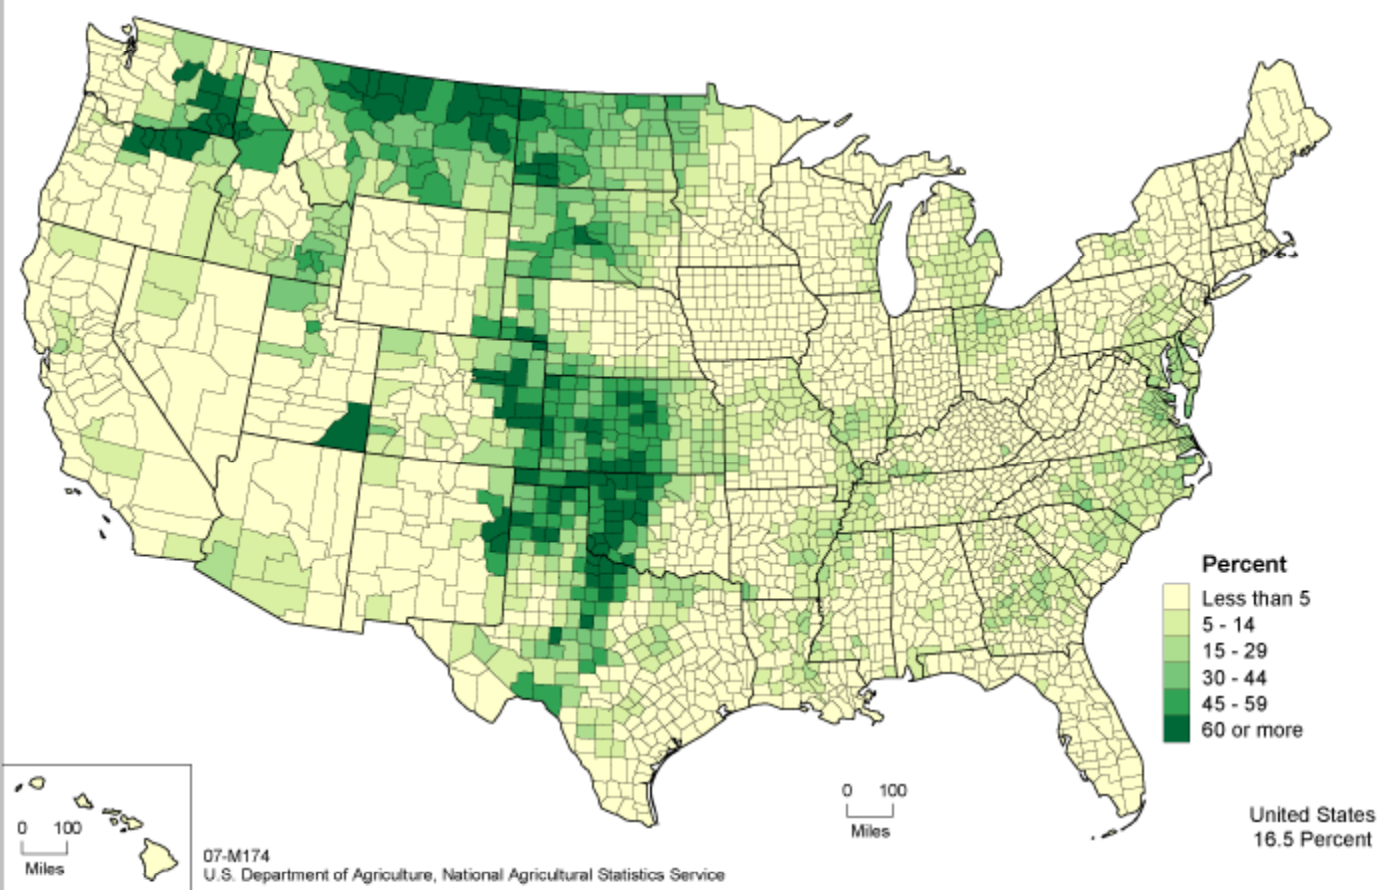 Percent
Less than 5
5 - 14
15 - 29
30 - 44
45 - 59
60 or more
0 100
Miles
United States
16.5 Percent
0 100
Miles
07-M174
U.S. Department of Agriculture, National Agricultural Statistics Service